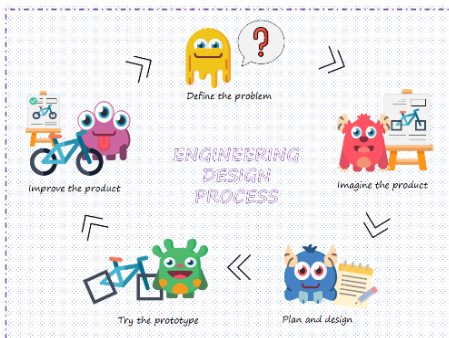 ?
Define the problem
Imagine the product
Plan and design
Try the prototype
Improve the product
ENGINEERING
DESIGN
PROCESS